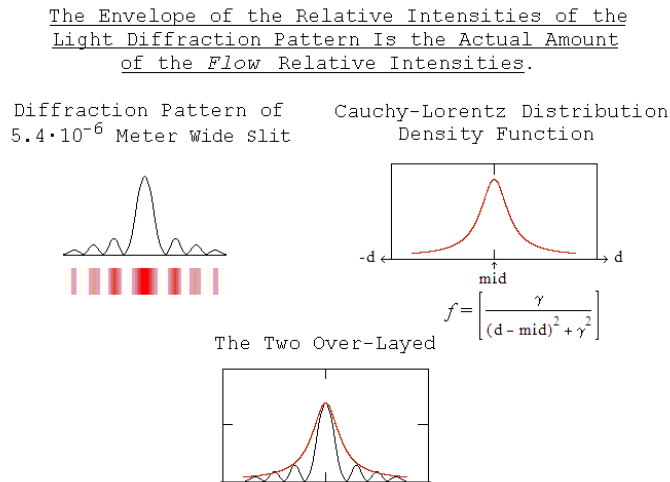 The Envelope of the Relative Intensities of the
Light Diffraction Pattern Is the Actual Amount
of the Flow Relative Intensities.
Diffraction Pattern of
5.4·10⁻⁶ Meter Wide Slit
Cauchy-Lorentz Distribution
Density Function
-d
d
mid
f = [ γ / ((d – mid)² + γ²) ]
The Two Over-Layed